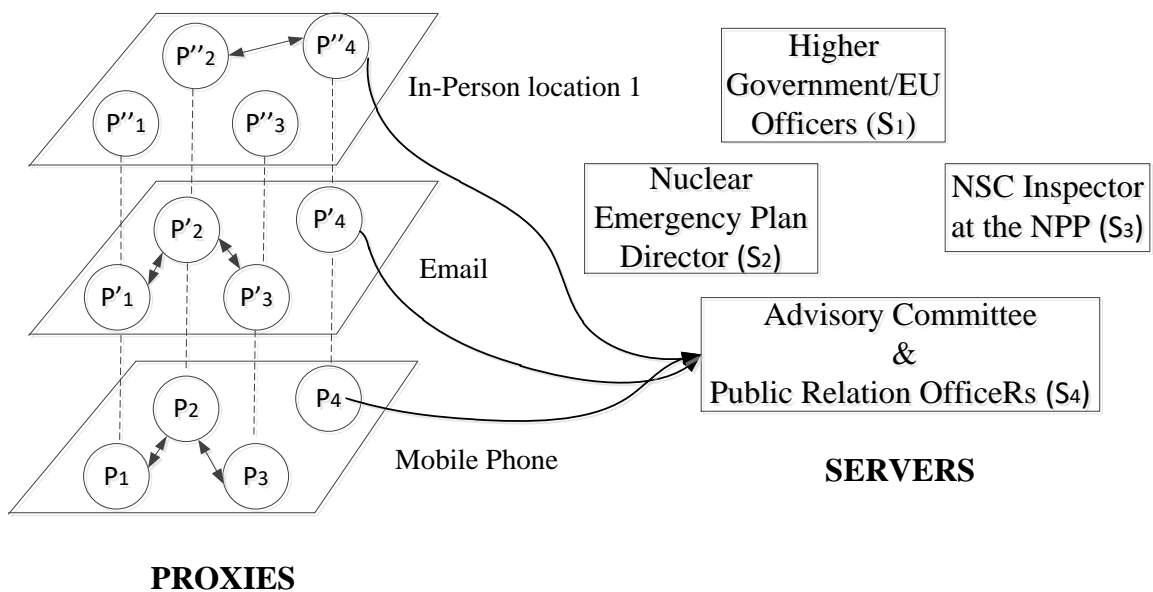 P''2
P''4
P''1
P''3
In-Person location 1
P'2
P'4
P'1
P'3
Email
P2
P4
P1
P3
Mobile Phone
PROXIES
Higher
Government/EU
Officers (S1)
Nuclear
Emergency Plan
Director (S2)
NSC Inspector
at the NPP (S3)
Advisory Committee
&
Public Relation OfficeRs (S4)
SERVERS